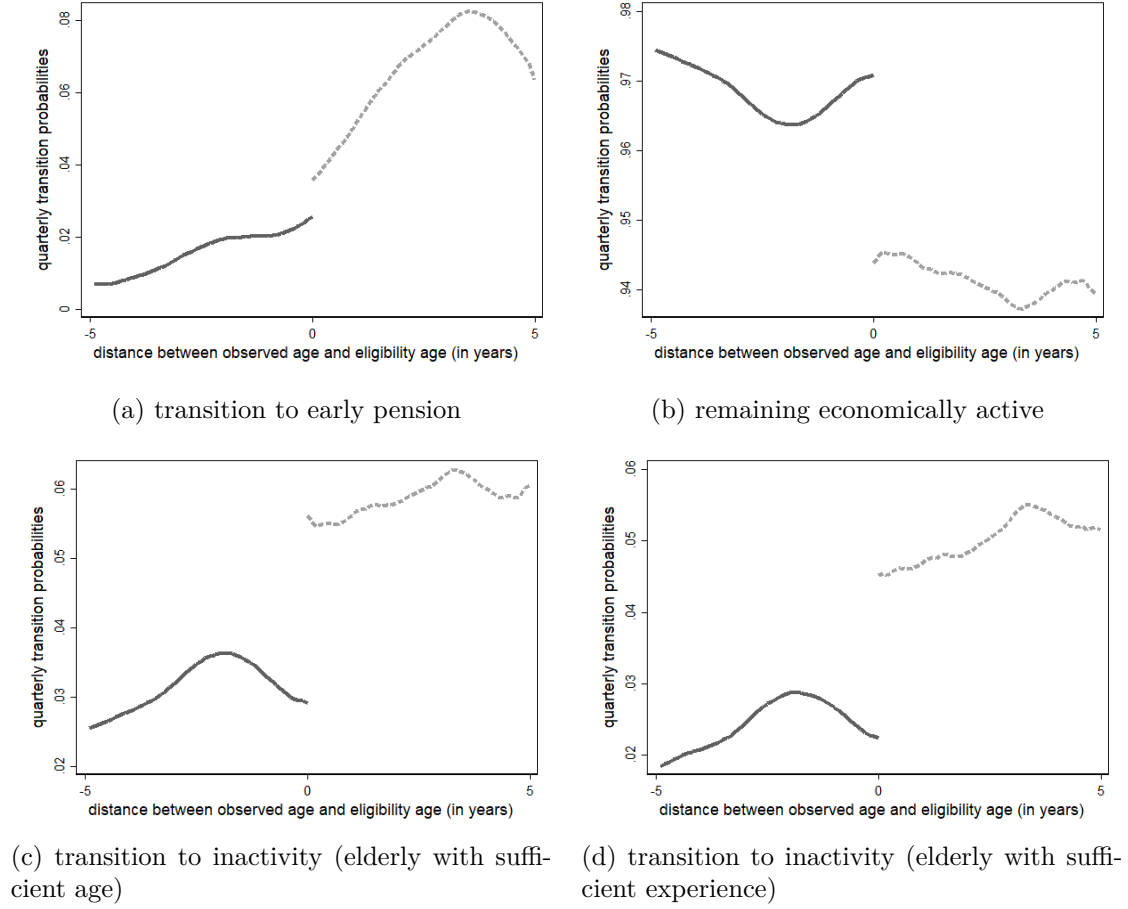 quarterly transition probabilities
.08
.06
.04
.02
0
-5 0 5
distance between observed age and eligibility age (in years)
(a) transition to early pension
quarterly transition probabilities
.98
.97
.96
.95
.94
-5 0 5
distance between observed age and eligibility age (in years)
(b) remaining economically active
quarterly transition probabilities
.06
.05
.04
.03
.02
-5 0 5
distance between observed age and eligibility age (in years)
(c) transition to inactivity (elderly with suffi-
cient age)
quarterly transition probabilities
.06
.05
.04
.03
.02
-5 0 5
distance between observed age and eligibility age (in years)
(d) transition to inactivity (elderly with suffi-
cient experience)